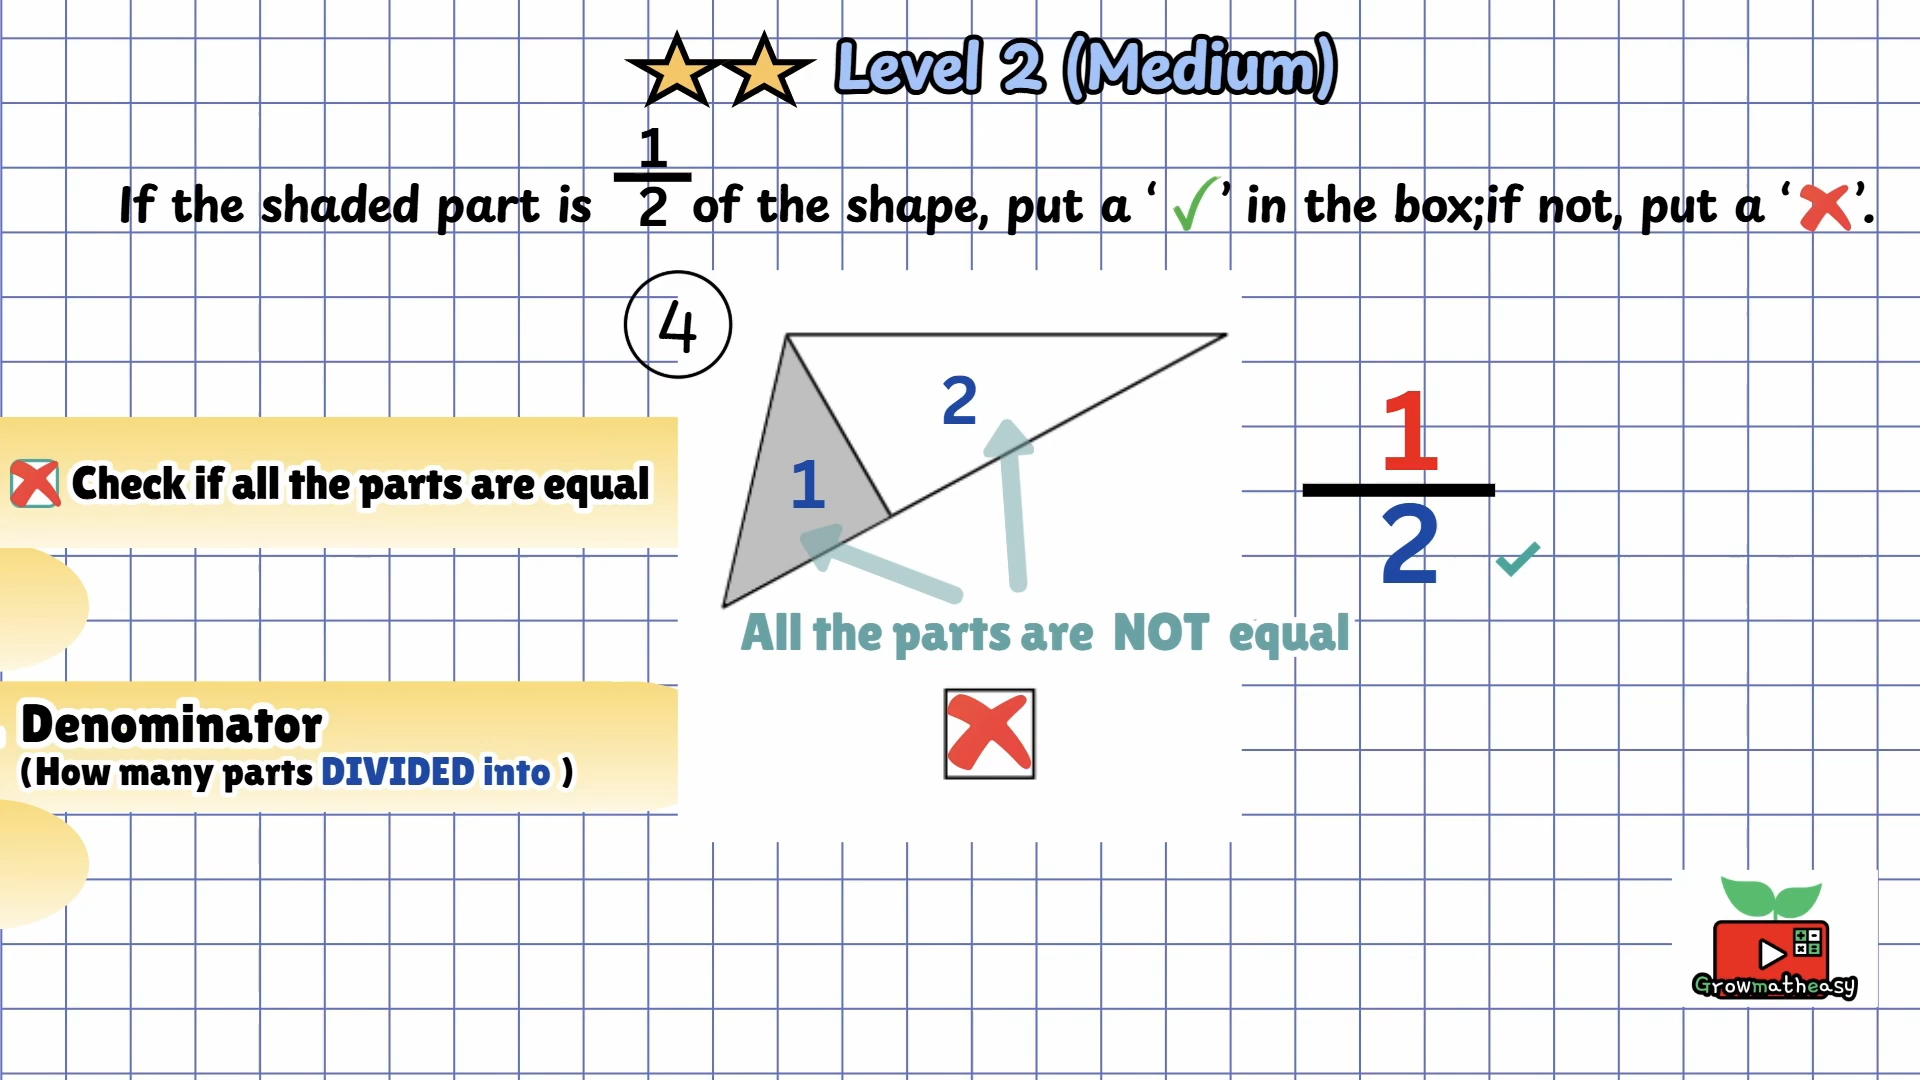 Level 2 (Medium)
If the shaded part is 1/2 of the shape, put a ‘✓’ in the box;if not, put a ‘❌’.
4
2
1
Check if all the parts are equal
1
2
All the parts are NOT equal
Denominator
(How many parts DIVIDED into )
Growmatheasy